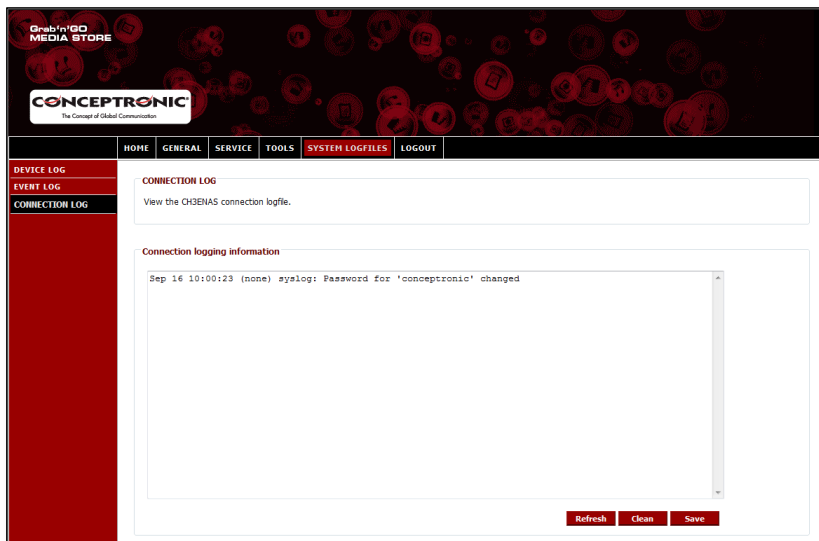 Grab'n'GO
MEDIA STORE
CONCEPTRONIC
The Concept of Global Communication
HOME GENERAL SERVICE TOOLS SYSTEM LOGFILES LOGOUT
DEVICE LOG
EVENT LOG
CONNECTION LOG
CONNECTION LOG
View the CH3ENAS connection logfile.
Connection logging information
Sep 16 10:00:23 (none) syslog: Password for 'conceptronic' changed
Refresh Clean Save